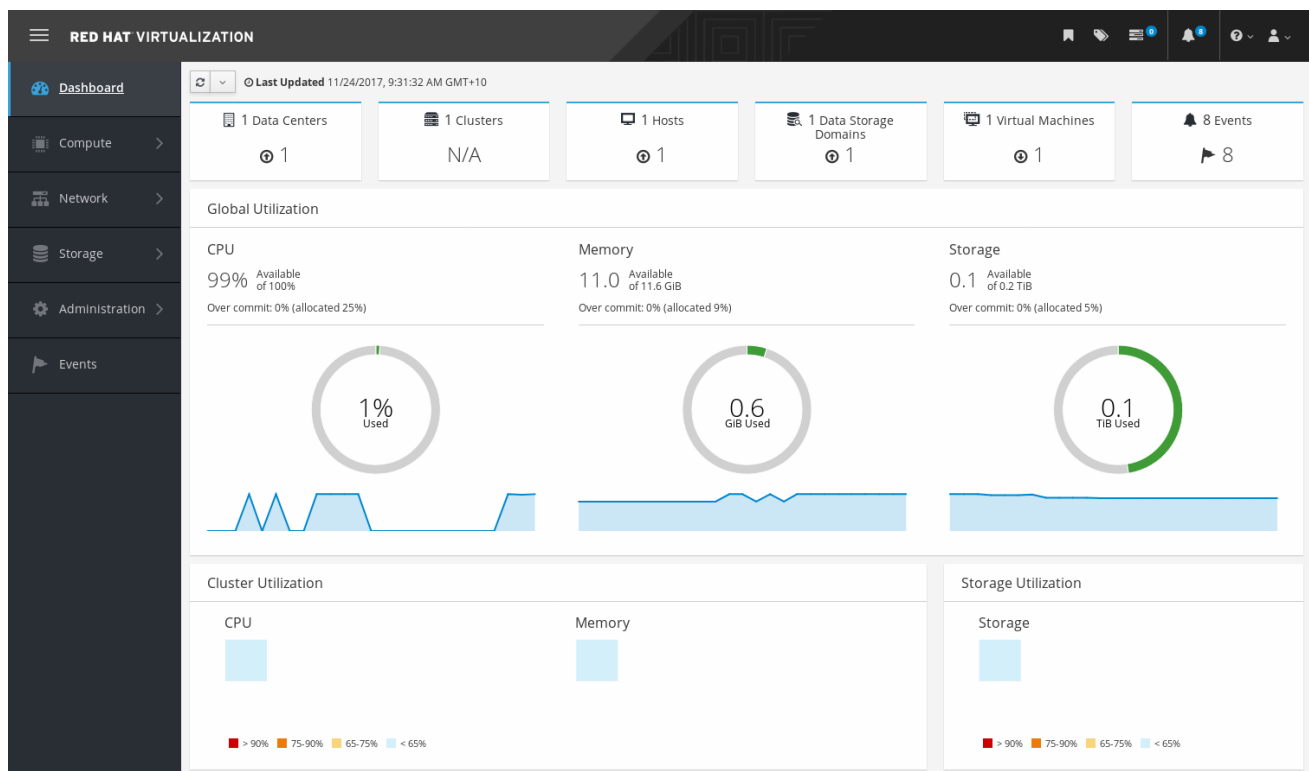 RED HAT VIRTUALIZATION
0
8
Dashboard
Compute
Network
Storage
Administration
Events
Last Updated 11/24/2017, 9:31:32 AM GMT+10
1 Data Centers
1
1 Clusters
N/A
1 Hosts
1
1 Data Storage
Domains
1
1 Virtual Machines
1
8 Events
8
Global Utilization
CPU
99% Available
of 100%
Over commit: 0% (allocated 25%)
1%
Used
Memory
11.0 Available
of 11.6 GiB
Over commit: 0% (allocated 9%)
0.6
GiB Used
Storage
0.1 Available
of 0.2 TiB
Over commit: 0% (allocated 5%)
0.1
TiB Used
Cluster Utilization
CPU
Memory
> 90% 75-90% 65-75% < 65%
Storage Utilization
Storage
> 90% 75-90% 65-75% < 65%